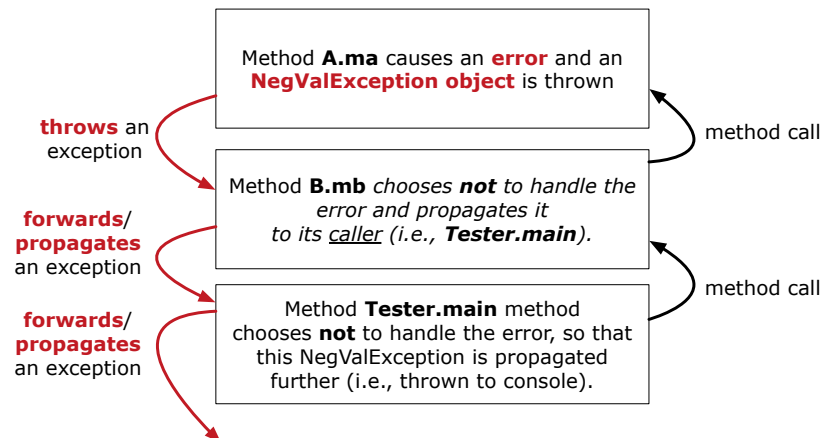 Method A.ma causes an error and an
NegValException object is thrown
throws an
exception
method call
Method B.mb chooses not to handle the
error and propagates it
to its caller (i.e., Tester.main).
forwards/
propagates
an exception
method call
Method Tester.main method
chooses not to handle the error, so that
this NegValException is propagated
further (i.e., thrown to console).
forwards/
propagates
an exception